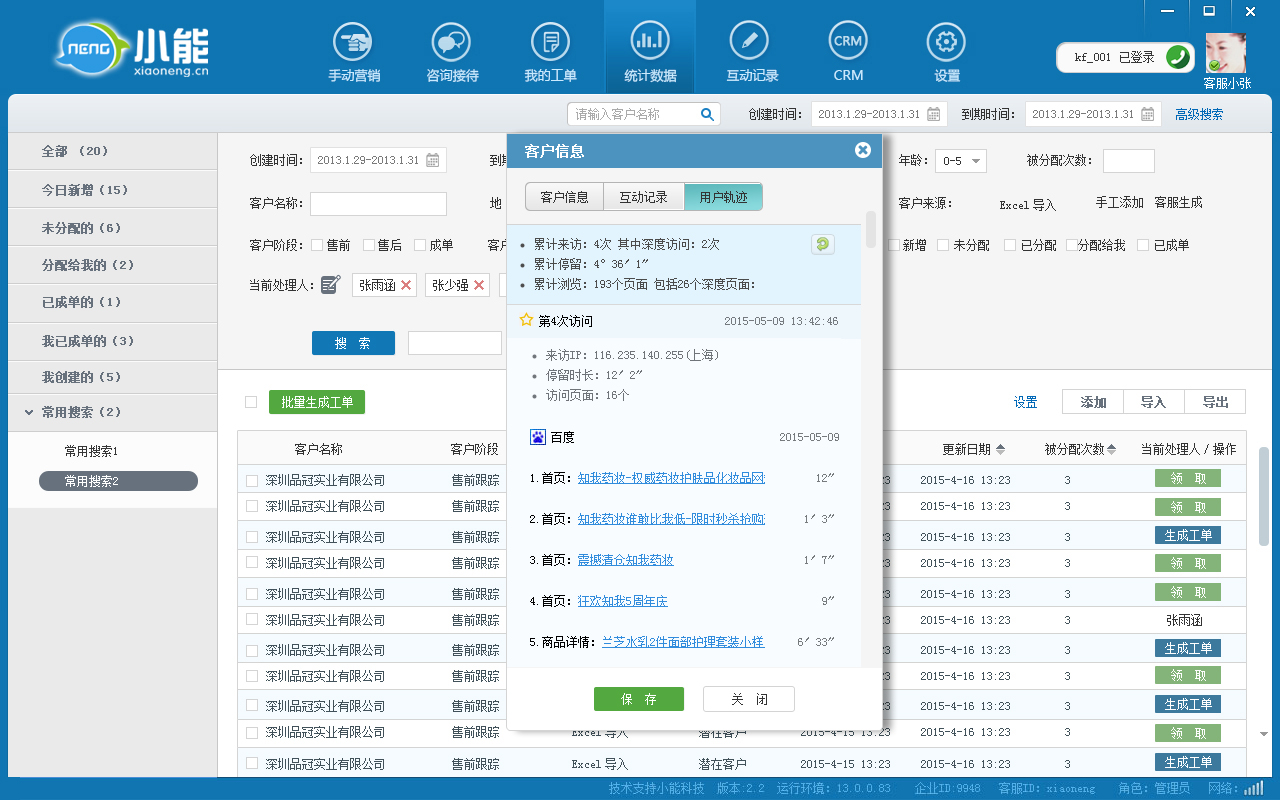 NENG 小能
xiaoneng.cn
手动营销 咨询接待 我的工单 统计数据 互动记录 CRM CRM 设置
kf_001 已登录
客服小张
请输入客户名称 创建时间: 2013.1.29-2013.1.31 到期时间: 2013.1.29-2013.1.31 高级搜索
全部 （20）
今日新增（15）
未分配的（6）
分配给我的（2）
已成单的（1）
我已成单的（3）
我创建的（5）
常用搜索（2）
常用搜索1
常用搜索2
创建时间: 2013.1.29-2013.1.31 到 年龄: 0-5 被分配次数:
客户名称: 地 客户来源: Excel 导入 手工添加 客服生成
客户阶段: 售前 售后 成单 客 新增 未分配 已分配 分配给我 已成单
当前处理人: 张雨涵 张少强
搜 索
批量生成工单 设置 添加 导入 导出
客户名称 客户阶段 更新日期 被分配次数 当前处理人 / 操作
深圳品冠实业有限公司 售前跟踪 23 2015-4-16 13:23 3 领 取
深圳品冠实业有限公司 售前跟踪 23 2015-4-16 13:23 3 领 取
深圳品冠实业有限公司 售前跟踪 23 2015-4-16 13:23 3 生成工单
深圳品冠实业有限公司 售前跟踪 23 2015-4-16 13:23 3 领 取
深圳品冠实业有限公司 售前跟踪 23 2015-4-16 13:23 3 领 取
深圳品冠实业有限公司 售前跟踪 23 2015-4-16 13:23 3 张雨涵
深圳品冠实业有限公司 售前跟踪 23 2015-4-16 13:23 3 生成工单
深圳品冠实业有限公司 售前跟踪 23 2015-4-16 13:23 3 领 取
深圳品冠实业有限公司 售前跟踪 23 2015-4-16 13:23 3 生成工单
深圳品冠实业有限公司 售前跟踪 Excel 导入 潜在客户 2015-4-15 13:23 2015-4-16 13:23 3 领 取
深圳品冠实业有限公司 售前跟踪 Excel 导入 潜在客户 2015-4-15 13:23 2015-4-16 13:23 3 生成工单
客户信息
客户信息 互动记录 用户轨迹
累计来访: 4次 其中深度访问: 2次
累计停留: 4° 36′ 1″
累计浏览: 193个页面 包括26个深度页面:
第4次访问 2015-05-09 13:42:46
来访IP: 116.235.140.255(上海)
停留时长: 12′ 2″
访问页面: 16个
百度 2015-05-09
1. 首页: 知我药妆-权威药妆护肤品化妆品网 12″
2. 首页: 知我药妆谁敢比我低-限时秒杀抢购 1′ 3″
3. 首页: 震撼清仓知我药妆 1′ 7″
4. 首页: 狂欢知我5周年庆 9″
5. 商品详情: 兰芝水乳2件面部护理套装小样 6′ 33″
保 存 关 闭
技术支持小能科技 版本:2.2 运行环境: 13.0.0.83 企业ID:9948 客服ID: xiaoneng 角色: 管理员 网络: